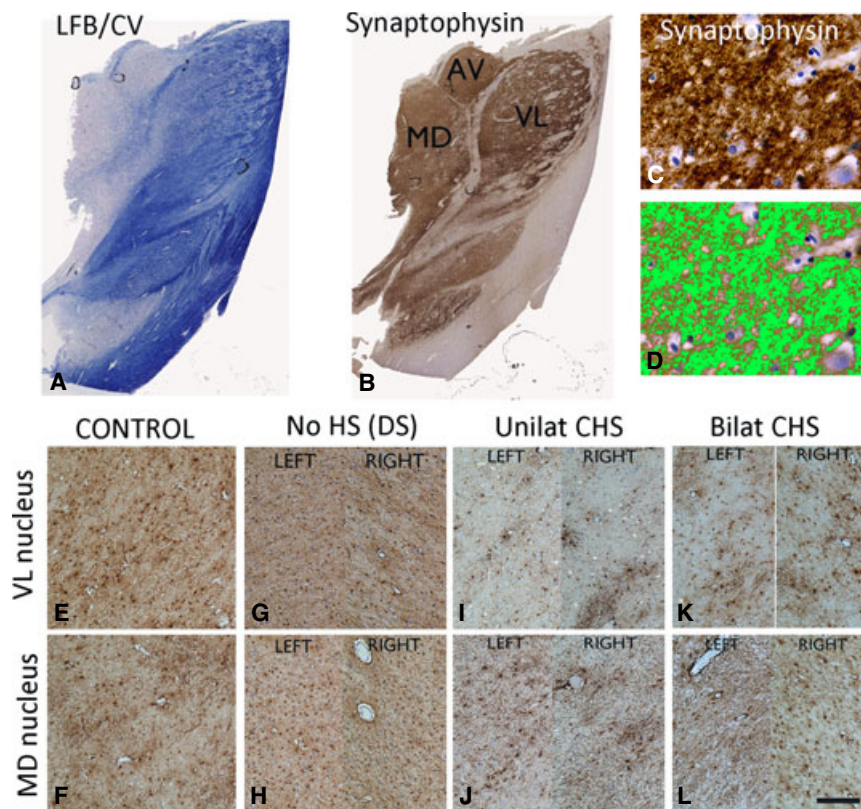 LFB/CV
Synaptophysin
Synaptophysin
AV
MD
VL
A
B
C
D
CONTROL
No HS (DS)
Unilat CHS
Bilat CHS
VL nucleus
LEFT
RIGHT
LEFT
RIGHT
LEFT
RIGHT
E
G
I
K
MD nucleus
LEFT
RIGHT
LEFT
RIGHT
LEFT
RIGHT
F
H
J
L